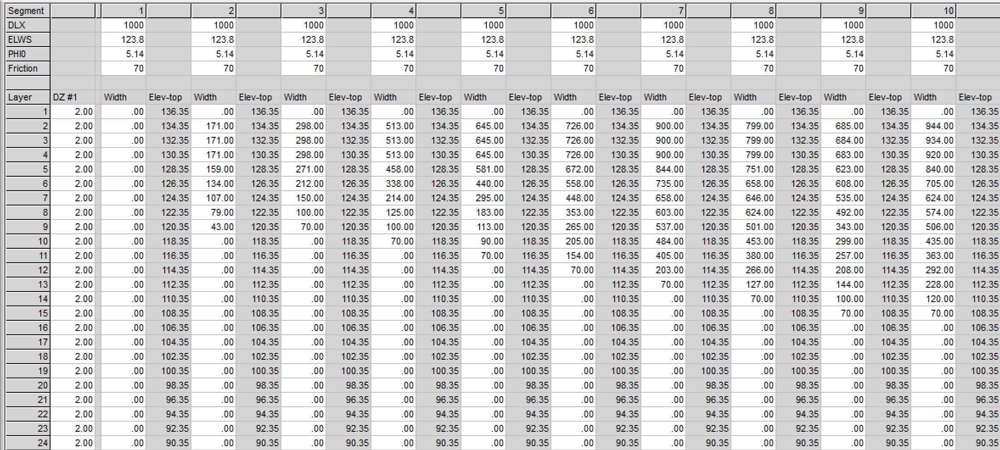 Segment 1 2 3 4 5 6 7 8 9 10
DLX 1000 1000 1000 1000 1000 1000 1000 1000 1000 1000
ELWS 123.8 123.8 123.8 123.8 123.8 123.8 123.8 123.8 123.8 123.8
PHI0 5.14 5.14 5.14 5.14 5.14 5.14 5.14 5.14 5.14 5.14
Friction 70 70 70 70 70 70 70 70 70 70
Layer DZ #1 Width Elev-top Width Elev-top Width Elev-top Width Elev-top Width Elev-top Width Elev-top Width Elev-top Width Elev-top Width Elev-top Width Elev-top
1 2.00 .00 136.35 .00 136.35 .00 136.35 .00 136.35 .00 136.35 .00 136.35 .00 136.35 .00 136.35 .00 136.35 .00 136.35
2 2.00 .00 134.35 171.00 134.35 298.00 134.35 513.00 134.35 645.00 134.35 726.00 134.35 900.00 134.35 799.00 134.35 685.00 134.35 944.00 134.35
3 2.00 .00 132.35 171.00 132.35 298.00 132.35 513.00 132.35 645.00 132.35 726.00 132.35 900.00 132.35 799.00 132.35 684.00 132.35 934.00 132.35
4 2.00 .00 130.35 171.00 130.35 298.00 130.35 513.00 130.35 645.00 130.35 726.00 130.35 900.00 130.35 799.00 130.35 683.00 130.35 920.00 130.35
5 2.00 .00 128.35 159.00 128.35 271.00 128.35 458.00 128.35 581.00 128.35 672.00 128.35 844.00 128.35 751.00 128.35 623.00 128.35 840.00 128.35
6 2.00 .00 126.35 134.00 126.35 212.00 126.35 338.00 126.35 440.00 126.35 558.00 126.35 735.00 126.35 658.00 126.35 608.00 126.35 705.00 126.35
7 2.00 .00 124.35 107.00 124.35 150.00 124.35 214.00 124.35 295.00 124.35 448.00 124.35 658.00 124.35 646.00 124.35 535.00 124.35 624.00 124.35
8 2.00 .00 122.35 79.00 122.35 100.00 122.35 125.00 122.35 183.00 122.35 353.00 122.35 603.00 122.35 624.00 122.35 492.00 122.35 574.00 122.35
9 2.00 .00 120.35 43.00 120.35 70.00 120.35 100.00 120.35 113.00 120.35 265.00 120.35 537.00 120.35 501.00 120.35 343.00 120.35 506.00 120.35
10 2.00 .00 118.35 .00 118.35 .00 118.35 70.00 118.35 90.00 118.35 205.00 118.35 484.00 118.35 453.00 118.35 299.00 118.35 435.00 118.35
11 2.00 .00 116.35 .00 116.35 .00 116.35 .00 116.35 70.00 116.35 154.00 116.35 405.00 116.35 380.00 116.35 257.00 116.35 363.00 116.35
12 2.00 .00 114.35 .00 114.35 .00 114.35 .00 114.35 .00 114.35 70.00 114.35 203.00 114.35 266.00 114.35 208.00 114.35 292.00 114.35
13 2.00 .00 112.35 .00 112.35 .00 112.35 .00 112.35 .00 112.35 .00 112.35 70.00 112.35 127.00 112.35 144.00 112.35 228.00 112.35
14 2.00 .00 110.35 .00 110.35 .00 110.35 .00 110.35 .00 110.35 .00 110.35 .00 110.35 70.00 110.35 100.00 110.35 120.00 110.35
15 2.00 .00 108.35 .00 108.35 .00 108.35 .00 108.35 .00 108.35 .00 108.35 .00 108.35 .00 108.35 70.00 108.35 70.00 108.35
16 2.00 .00 106.35 .00 106.35 .00 106.35 .00 106.35 .00 106.35 .00 106.35 .00 106.35 .00 106.35 .00 106.35 .00 106.35
17 2.00 .00 104.35 .00 104.35 .00 104.35 .00 104.35 .00 104.35 .00 104.35 .00 104.35 .00 104.35 .00 104.35 .00 104.35
18 2.00 .00 102.35 .00 102.35 .00 102.35 .00 102.35 .00 102.35 .00 102.35 .00 102.35 .00 102.35 .00 102.35 .00 102.35
19 2.00 .00 100.35 .00 100.35 .00 100.35 .00 100.35 .00 100.35 .00 100.35 .00 100.35 .00 100.35 .00 100.35 .00 100.35
20 2.00 .00 98.35 .00 98.35 .00 98.35 .00 98.35 .00 98.35 .00 98.35 .00 98.35 .00 98.35 .00 98.35 .00 98.35
21 2.00 .00 96.35 .00 96.35 .00 96.35 .00 96.35 .00 96.35 .00 96.35 .00 96.35 .00 96.35 .00 96.35 .00 96.35
22 2.00 .00 94.35 .00 94.35 .00 94.35 .00 94.35 .00 94.35 .00 94.35 .00 94.35 .00 94.35 .00 94.35 .00 94.35
23 2.00 .00 92.35 .00 92.35 .00 92.35 .00 92.35 .00 92.35 .00 92.35 .00 92.35 .00 92.35 .00 92.35 .00 92.35
24 2.00 .00 90.35 .00 90.35 .00 90.35 .00 90.35 .00 90.35 .00 90.35 .00 90.35 .00 90.35 .00 90.35 .00 90.35